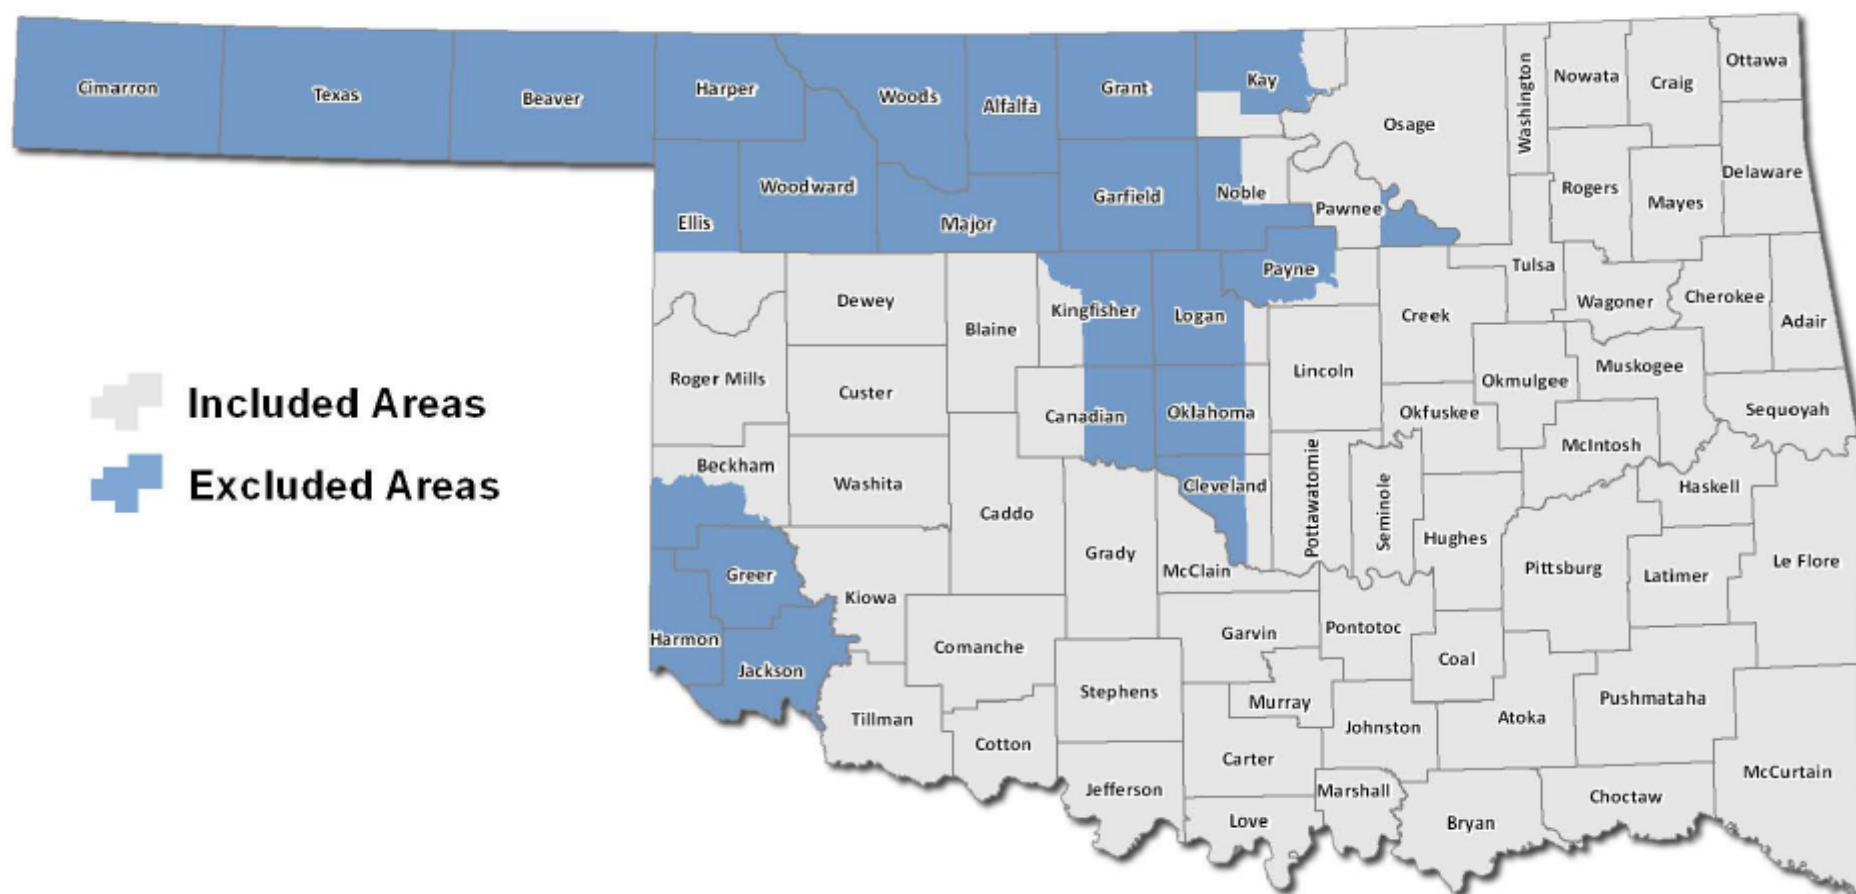 Cimarron
Texas
Beaver
Harper
Woods
Alfalfa
Grant
Kay
Osage
Washington
Nowata
Craig
Ottawa
Ellis
Woodward
Major
Garfield
Noble
Pawnee
Rogers
Mayes
Delaware
Dewey
Blaine
Kingfisher
Logan
Payne
Creek
Tulsa
Wagoner
Cherokee
Adair
Roger Mills
Custer
Canadian
Oklahoma
Lincoln
Okfuskee
Okmulgee
Muskogee
Sequoyah
Included Areas
Excluded Areas
Beckham
Washita
Caddo
Grady
Cleveland
McClain
Pottawatomie
Seminole
Hughes
McIntosh
Haskell
Pittsburg
Latimer
Le Flore
Greer
Harmon
Jackson
Kiowa
Comanche
Tillman
Cotton
Stephens
Jefferson
Garvin
Murray
Carter
Love
Pontotoc
Johnston
Marshall
Coal
Atoka
Bryan
Pushmataha
Choctaw
McCurtain